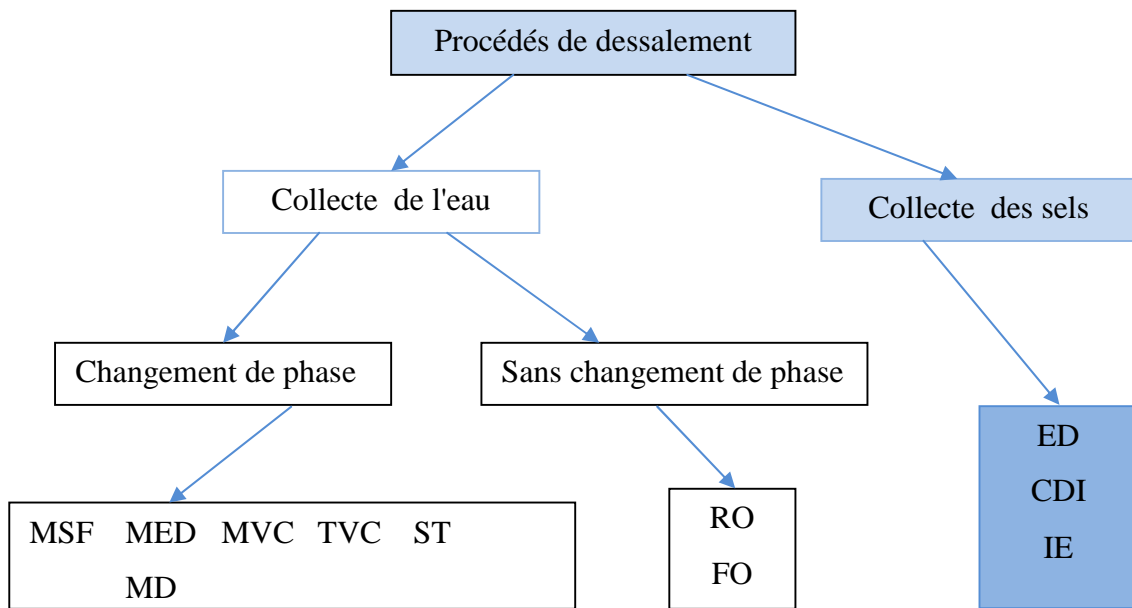 Procédés de dessalement
Collecte de l'eau
Collecte des sels
Changement de phase
Sans changement de phase
MSF MED MVC TVC ST
MD
RO
FO
ED
CDI
IE